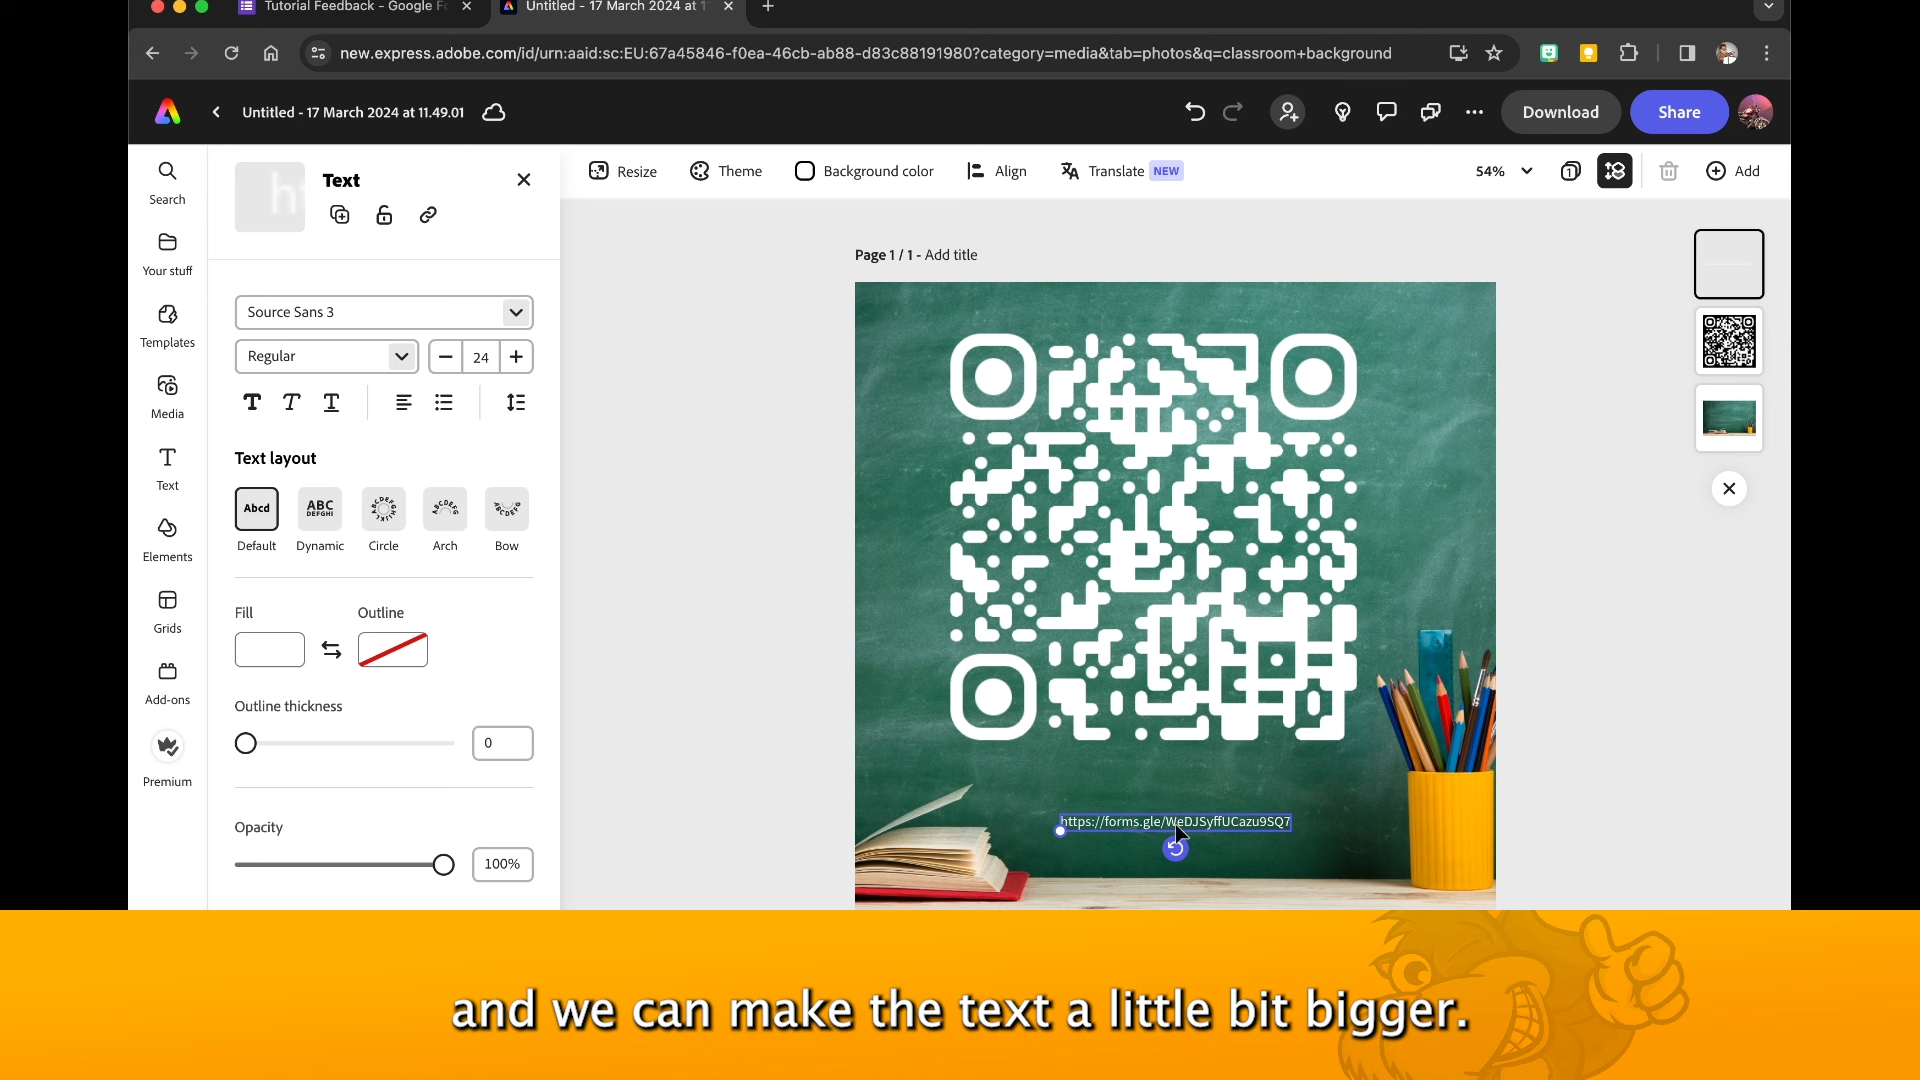 Tutorial Feedback - Google Fo
Untitled - 17 March 2024 at 1
new.express.adobe.com/id/urn:aaid:sc:EU:67a45846-f0ea-46cb-ab88-d83c88191980?category=media&tab=photos&q=classroom+background
Untitled - 17 March 2024 at 11.49.01
Download
Share
Search
Your stuff
Templates
Media
Text
Elements
Grids
Add-ons
Premium
Text
Source Sans 3
Regular
24
Text layout
Abcd
ABC
DEFGHI
Default
Dynamic
Circle
Arch
Bow
Fill
Outline
Outline thickness
0
Opacity
100%
Resize
Theme
Background color
Align
Translate NEW
54%
1
Add
Page 1 / 1 - Add title
https://forms.gle/WeDJSyffUCazu9SQ7
and we can make the text a little bit bigger.